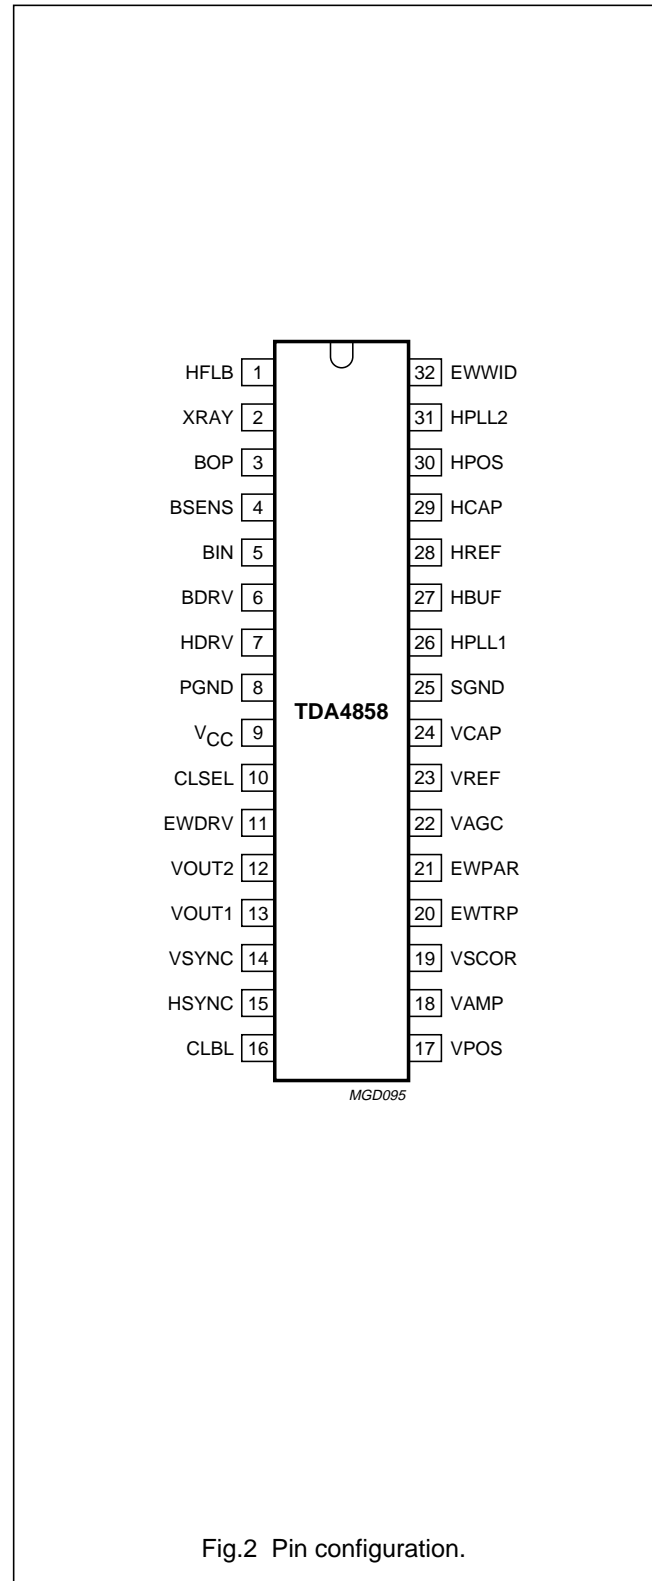 HFLB 1 32 EWWID
XRAY 2 31 HPLL2
BOP 3 30 HPOS
BSENS 4 29 HCAP
BIN 5 28 HREF
BDRV 6 27 HBUF
HDRV 7 26 HPLL1
PGND 8 25 SGND
TDA4858
VCC 9 24 VCAP
CLSEL 10 23 VREF
EWDRV 11 22 VAGC
VOUT2 12 21 EWPAR
VOUT1 13 20 EWTRP
VSYNC 14 19 VSCOR
HSYNC 15 18 VAMP
CLBL 16 17 VPOS
MGD095
Fig.2 Pin configuration.